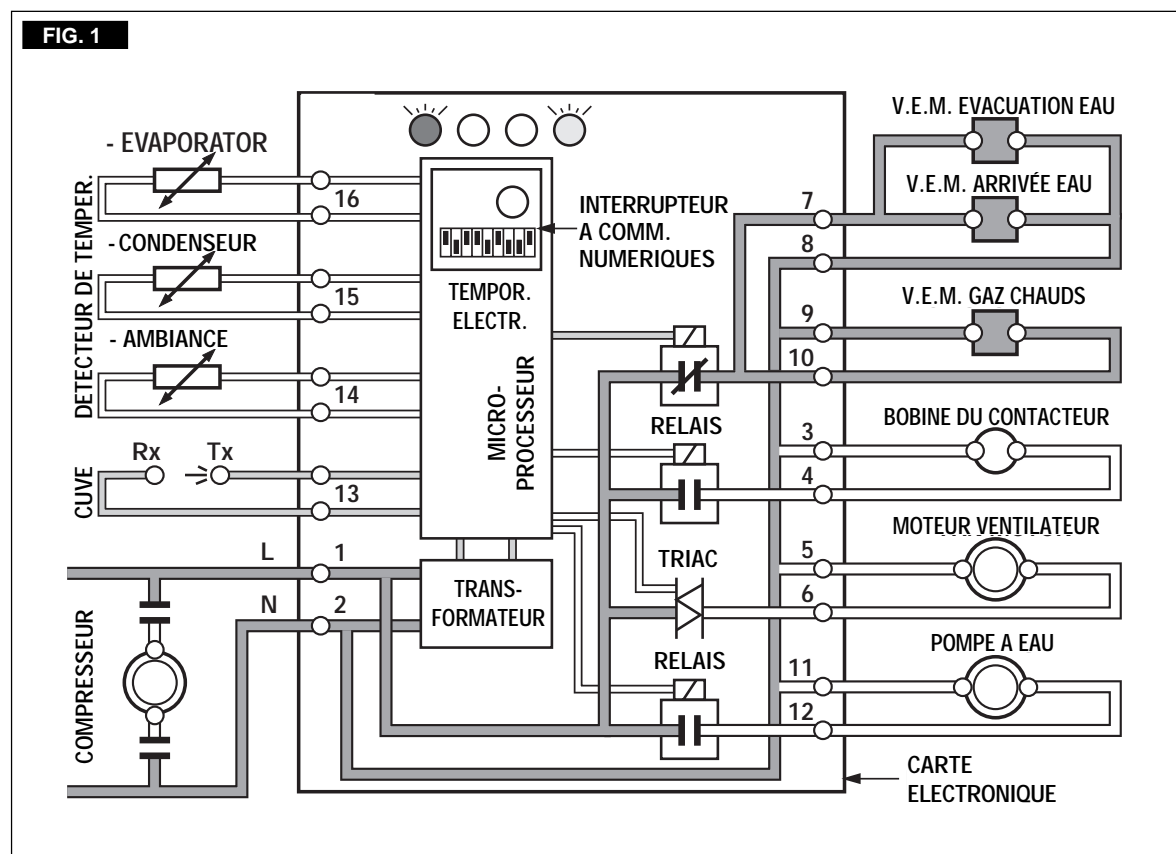 FIG. 1
- EVAPORATOR
16
- CONDENSEUR
15
- AMBIANCE
14
DETECTEUR DE TEMPER.
Rx Tx
13
CUVE
L 1
N 2
COMPRESSEUR
INTERRUPTEUR
A COMM.
NUMERIQUES
TEMPOR.
ELECTR.
MICRO-
PROCESSEUR
TRANS-
FORMATEUR
RELAIS
TRIAC
RELAIS
V.E.M. EVACUATION EAU
V.E.M. ARRIVÉE EAU
7
8
V.E.M. GAZ CHAUDS
9
10
BOBINE DU CONTACTEUR
3
4
MOTEUR VENTILATEUR
5
6
POMPE A EAU
11
12
CARTE
ELECTRONIQUE